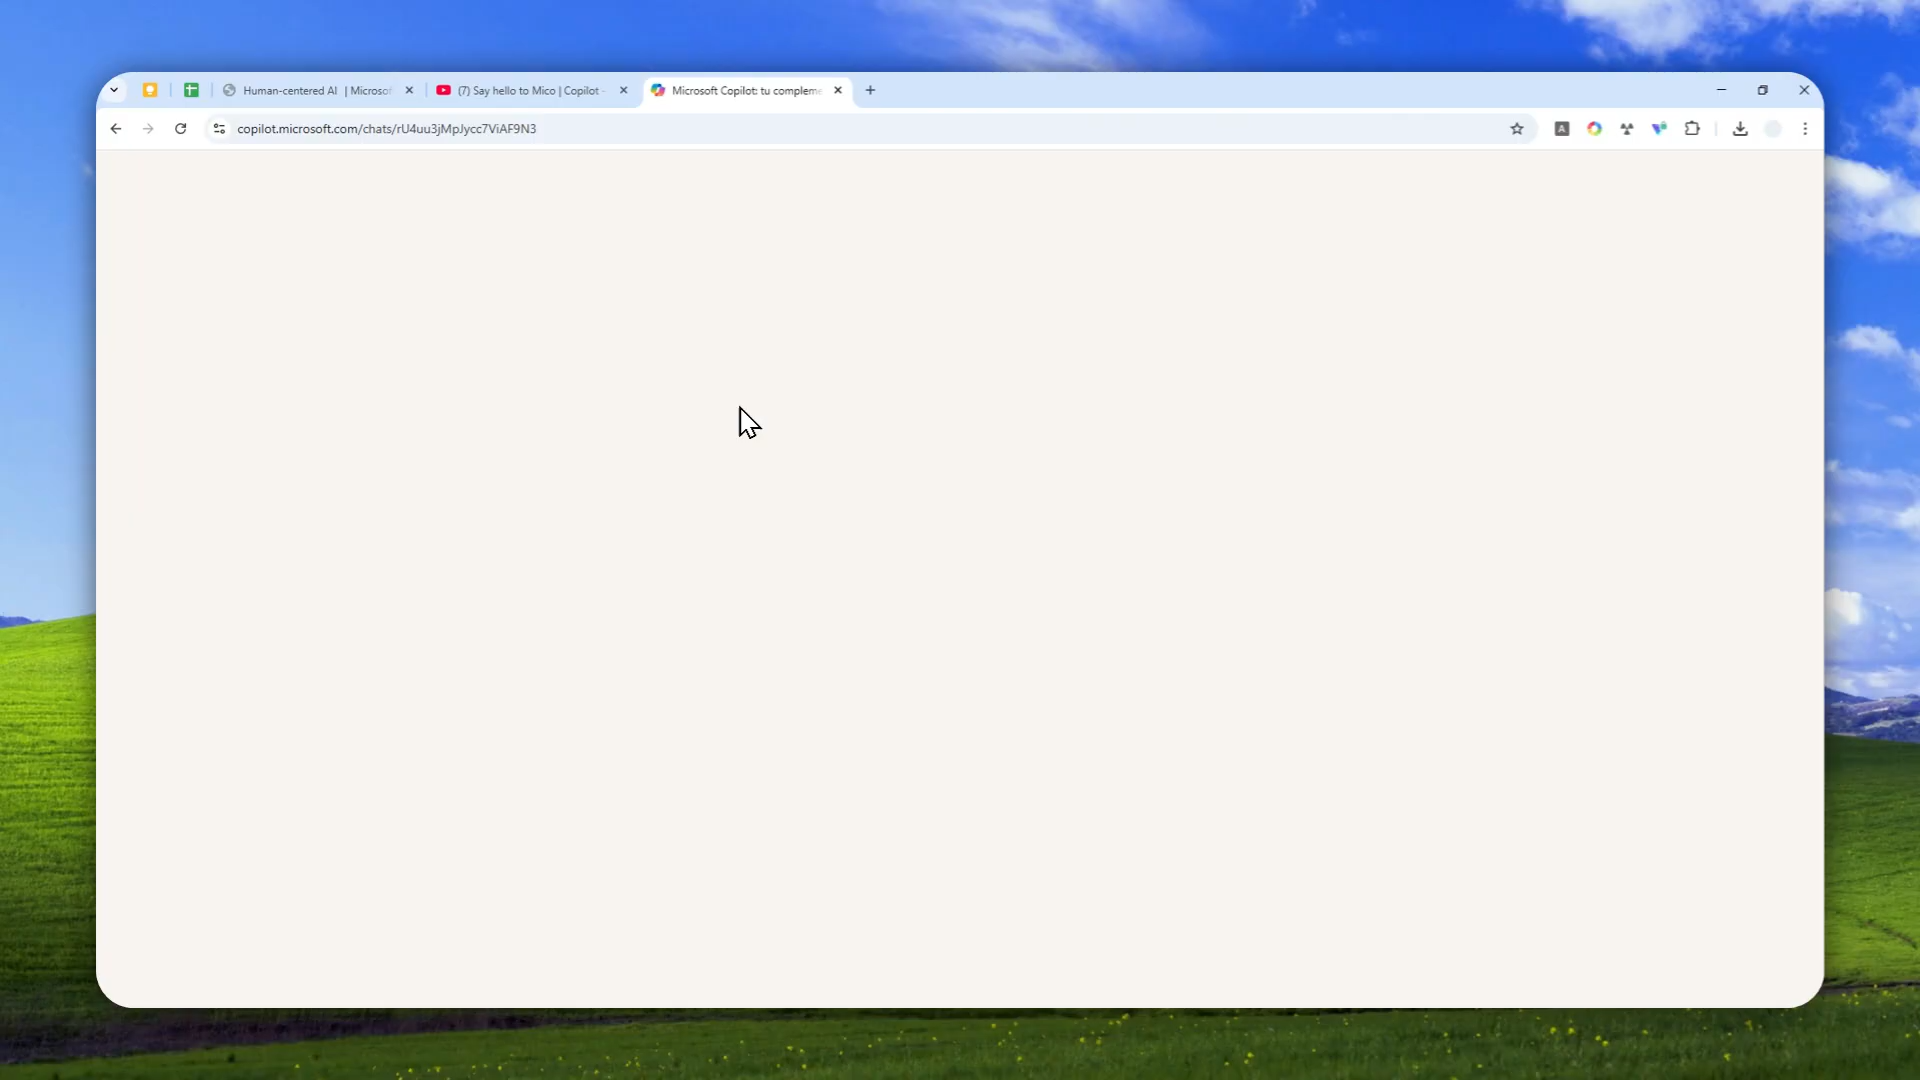 Human-centered AI | Microsof
(7) Say hello to Mico | Copilot -
Microsoft Copilot: tu compleme
copilot.microsoft.com/chats/rU4uu3jMpJycc7ViAF9N3
A